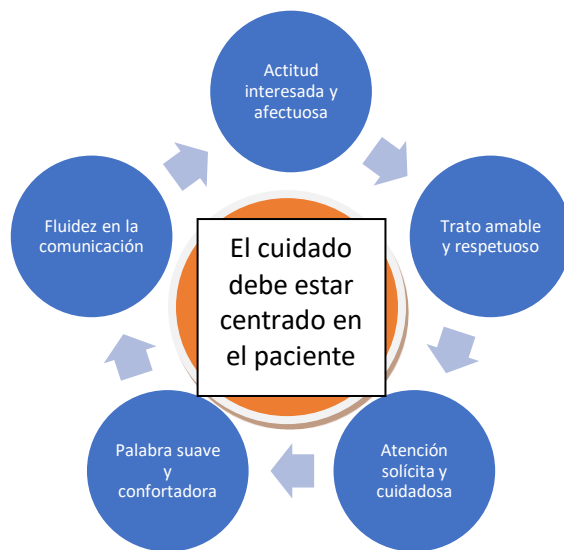 Actitud
interesada y
afectuosa
Trato amable
y respetuoso
Atención
solícita y
cuidadosa
Palabra suave
y
confortadora
Fluidez en la
comunicación
El cuidado
debe estar
centrado en
el paciente